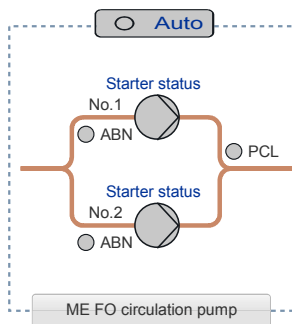 Auto
Starter status
No.1
ABN
PCL
Starter status
No.2
ABN
ME FO circulation pump